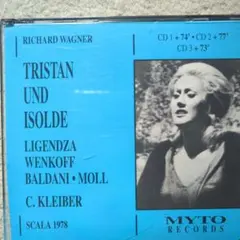 RICHARD WAGNER
CD 1 + 74' • CD 2 + 77'
CD 3 + 73'
TRISTAN
UND
ISOLDE
LIGENDZA
WENKOFF
BALDANI • MOLL
C. KLEIBER
SCALA 1978
MYTO
RECORDS